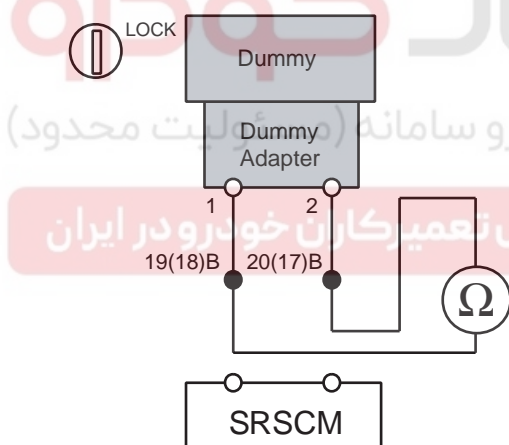 LOCK
Dummy
Dummy
Adapter
و سامانه (مسئولیت محدود)
1 2
تعمیرکاران خودرو در ایران
19(18)B 20(17)B
Ω
SRSCM